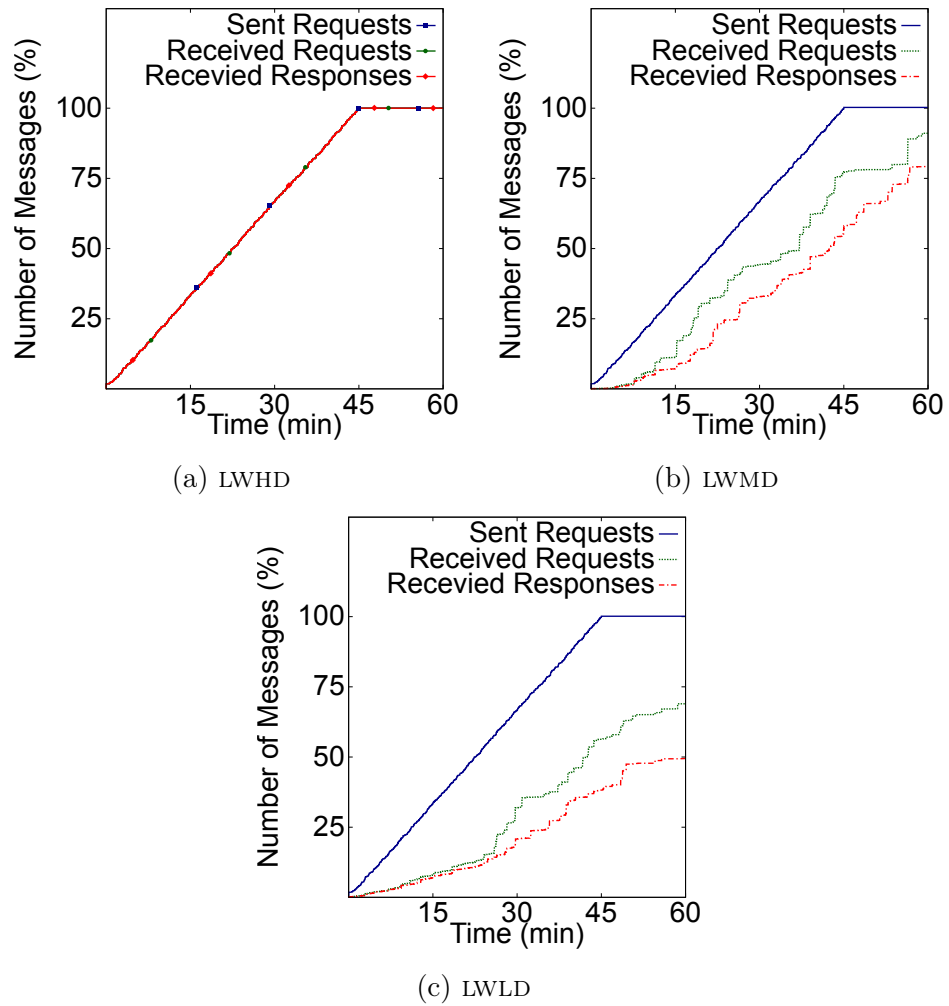 Number of Messages (%)
Sent Requests
Received Requests
Recevied Responses
100
75
50
25
15 30 45 60
Time (min)
(a) LWHD
Number of Messages (%)
Sent Requests
Received Requests
Recevied Responses
100
75
50
25
15 30 45 60
Time (min)
(b) LWMD
Number of Messages (%)
Sent Requests
Received Requests
Recevied Responses
100
75
50
25
15 30 45 60
Time (min)
(c) LWLD